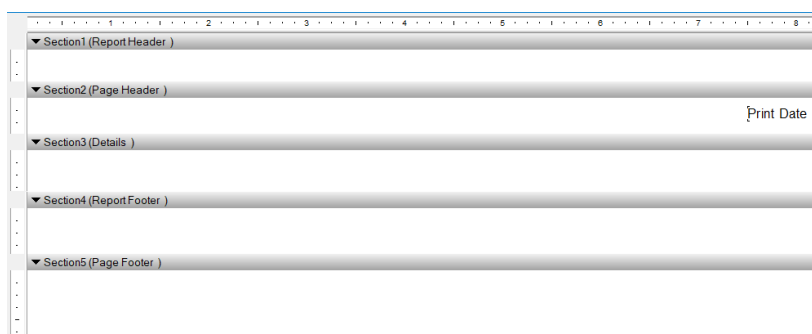 1 2 3 4 5 6 7 8
Section1 (Report Header )
Section2 (Page Header )
Print Date
Section3 (Details )
Section4 (Report Footer )
Section5 (Page Footer )